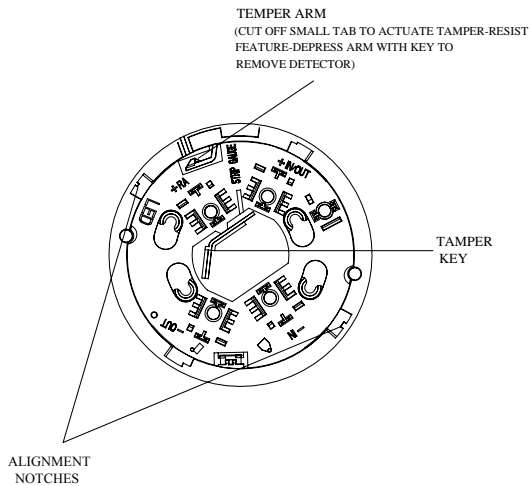 TEMPER ARM
(CUT OFF SMALL TAB TO ACTUATE TAMPER-RESIST
FEATURE-DEPRESS ARM WITH KEY TO
REMOVE DETECTOR)
+RA
STRIP GAUGE
+IN•OUT
LED
TAMPER
KEY
−OUT
−IN
ALIGNMENT
NOTCHES